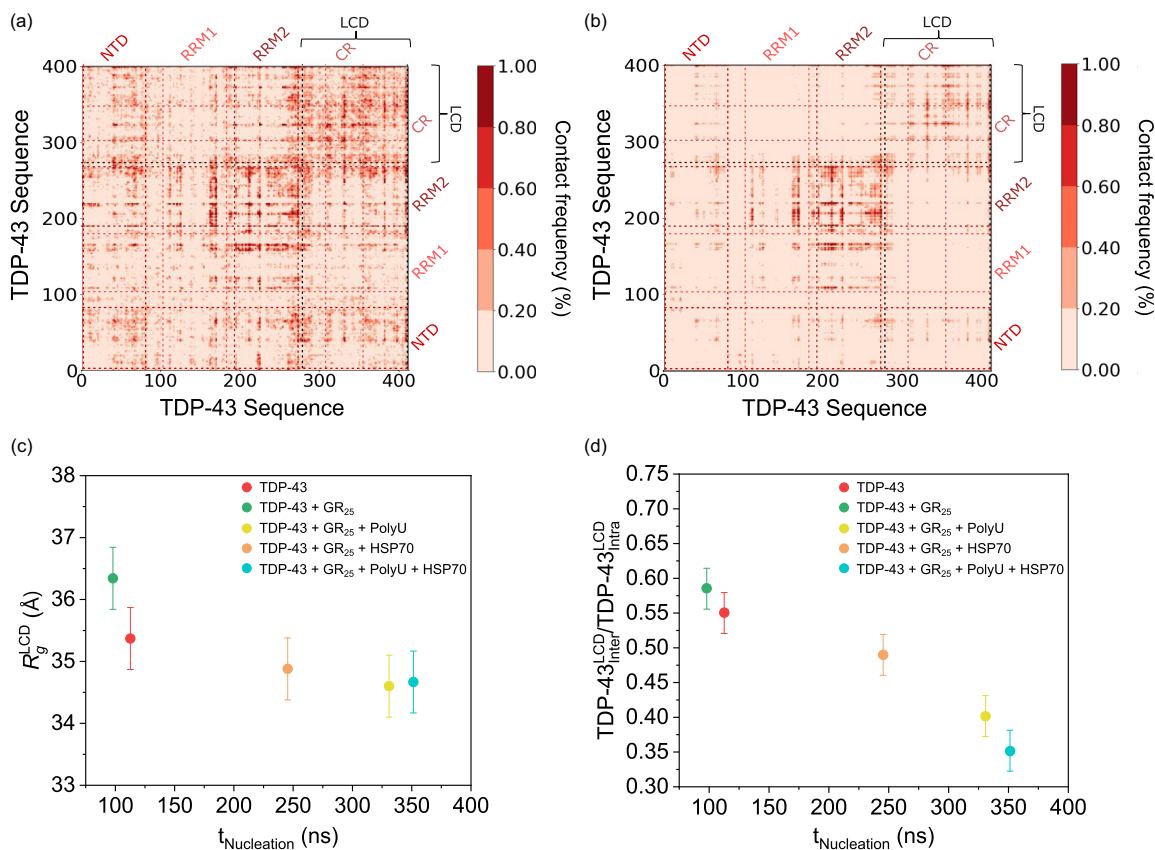 (a)
LCD
NTD
RRM1
RRM2
CR
400
300
200
100
0
TDP-43 Sequence
CR
LCD
RRM2
RRM1
NTD
0
100
200
300
400
TDP-43 Sequence
1.00
0.80
0.60
0.40
0.20
0.00
Contact frequency (%)
(b)
LCD
NTD
RRM1
RRM2
CR
400
300
200
100
0
TDP-43 Sequence
CR
LCD
RRM2
RRM1
NTD
0
100
200
300
400
TDP-43 Sequence
1.00
0.80
0.60
0.40
0.20
0.00
Contact frequency (%)
(c)
38
37
36
35
34
33
R_g^LCD (Å)
TDP-43
TDP-43 + GR25
TDP-43 + GR25 + PolyU
TDP-43 + GR25 + HSP70
TDP-43 + GR25 + PolyU + HSP70
100 150 200 250 300 350 400
tNucleation (ns)
(d)
0.75
0.70
0.65
0.60
0.55
0.50
0.45
0.40
0.35
0.30
TDP-43_Inter^LCD/TDP-43_Intra^LCD
TDP-43
TDP-43 + GR25
TDP-43 + GR25 + PolyU
TDP-43 + GR25 + HSP70
TDP-43 + GR25 + PolyU + HSP70
100 150 200 250 300 350 400
tNucleation (ns)